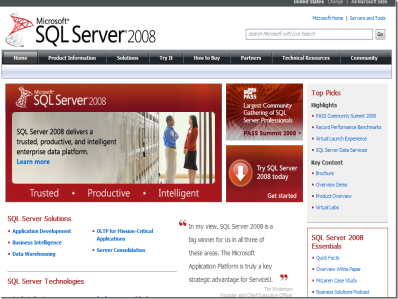 United States Change | All Microsoft Sites
Microsoft Home | Servers and Tools
Microsoft®
SQL Server®2008
Search Microsoft with Live Search
Go
Home
Product Information
Solutions
Try It
How to Buy
Partners
Technical Resources
Community
Microsoft®
SQL Server®2008
SQL Server 2008 delivers a
trusted, productive, and intelligent
enterprise data platform.
Learn more
Trusted • Productive • Intelligent
PASS
Largest Community
Gathering of SQL
Server Professionals
PASS Summit 2008
Try SQL Server
2008 today
Get started
Top Picks
Highlights
PASS Community Summit 2008
Record Performance Benchmarks
Virtual Launch Experience
SQL Server Data Services
Key Content
Brochure
Overview Demo
Product Overview
Virtual Labs
SQL Server Solutions
Application Development
Business Intelligence
Data Warehousing
OLTP for Mission-Critical
Applications
Server Consolidation
SQL Server Technologies
“ In my view, SQL Server 2008 is a
big winner for us in all three of
these areas. The Microsoft
Application Platform is truly a key
strategic advantage for ServiceU. ”
Tim Whitehorn
Founder and Chief Executive Officer
SQL Server 2008
Essentials
Quick Facts
Overview White Paper
McLaren Case Study
Business Solutions Podcast